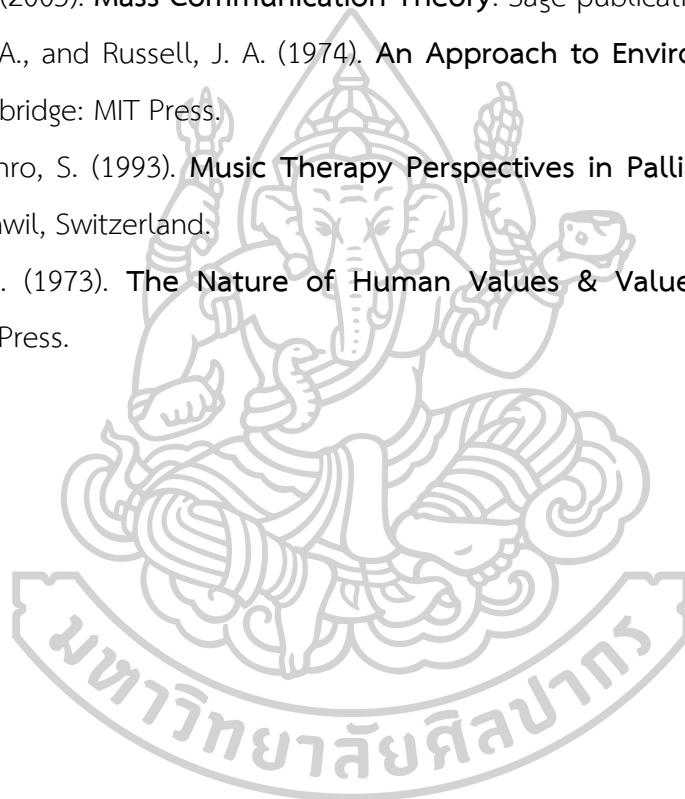 (2005). Mass Communication Theory. Sage publicati
A., and Russell, J. A. (1974). An Approach to Enviro
bridge: MIT Press.
nro, S. (1993). Music Therapy Perspectives in Palli
wil, Switzerland.
. (1973). The Nature of Human Values & Value
Press.
มหาวิทยาลัยศิลปากร